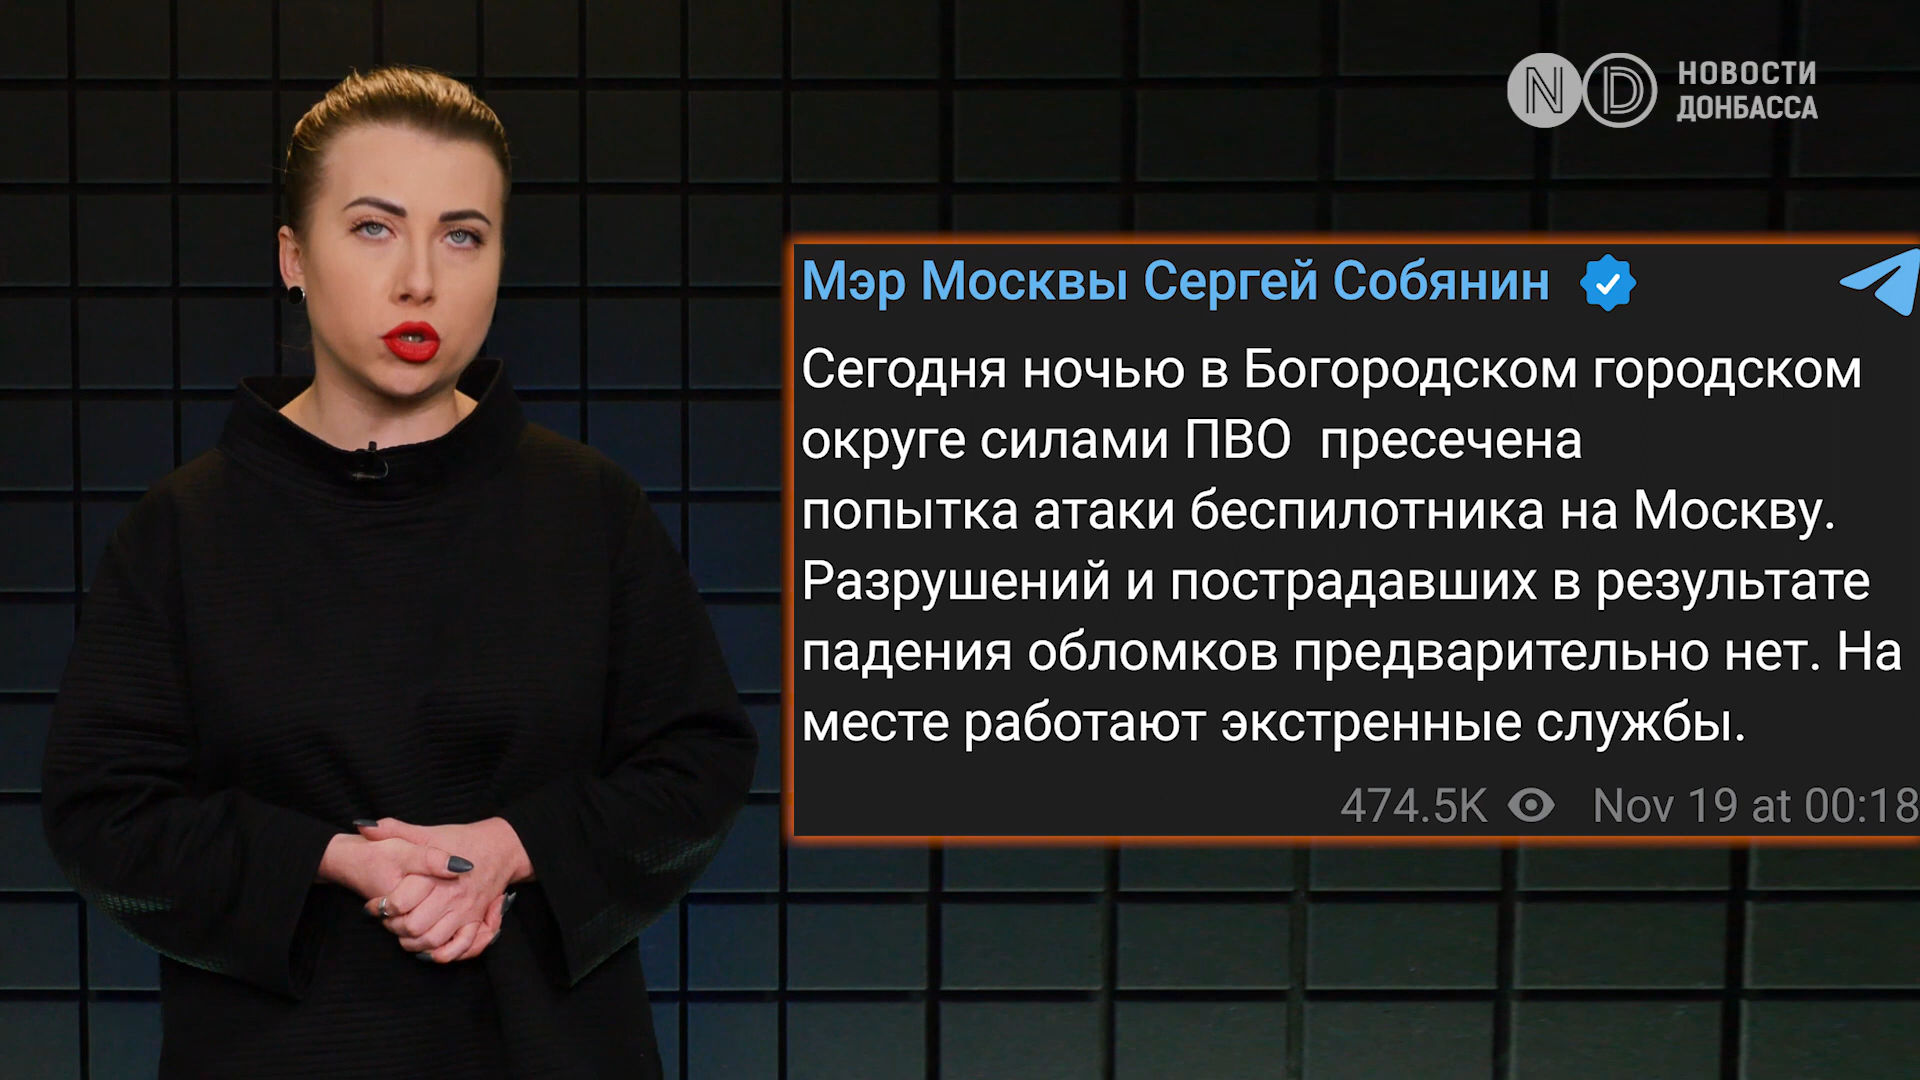 ND НОВОСТИ
ДОНБАССА
Мэр Москвы Сергей Собянин
Сегодня ночью в Богородском городском
округе силами ПВО пресечена
попытка атаки беспилотника на Москву.
Разрушений и пострадавших в результате
падения обломков предварительно нет. На
месте работают экстренные службы.
474.5K Nov 19 at 00:18